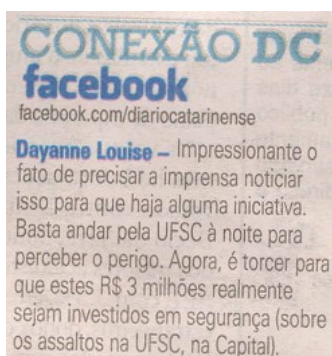 CONEXÃO DC
facebook
facebook.com/diariocatarinense
Dayanne Louise – Impressionante o
fato de precisar a imprensa noticiar
isso para que haja alguma iniciativa.
Basta andar pela UFSC à noite para
perceber o perigo. Agora, é torcer para
que estes R$ 3 milhões realmente
sejam investidos em segurança (sobre
os assaltos na UFSC, na Capital).